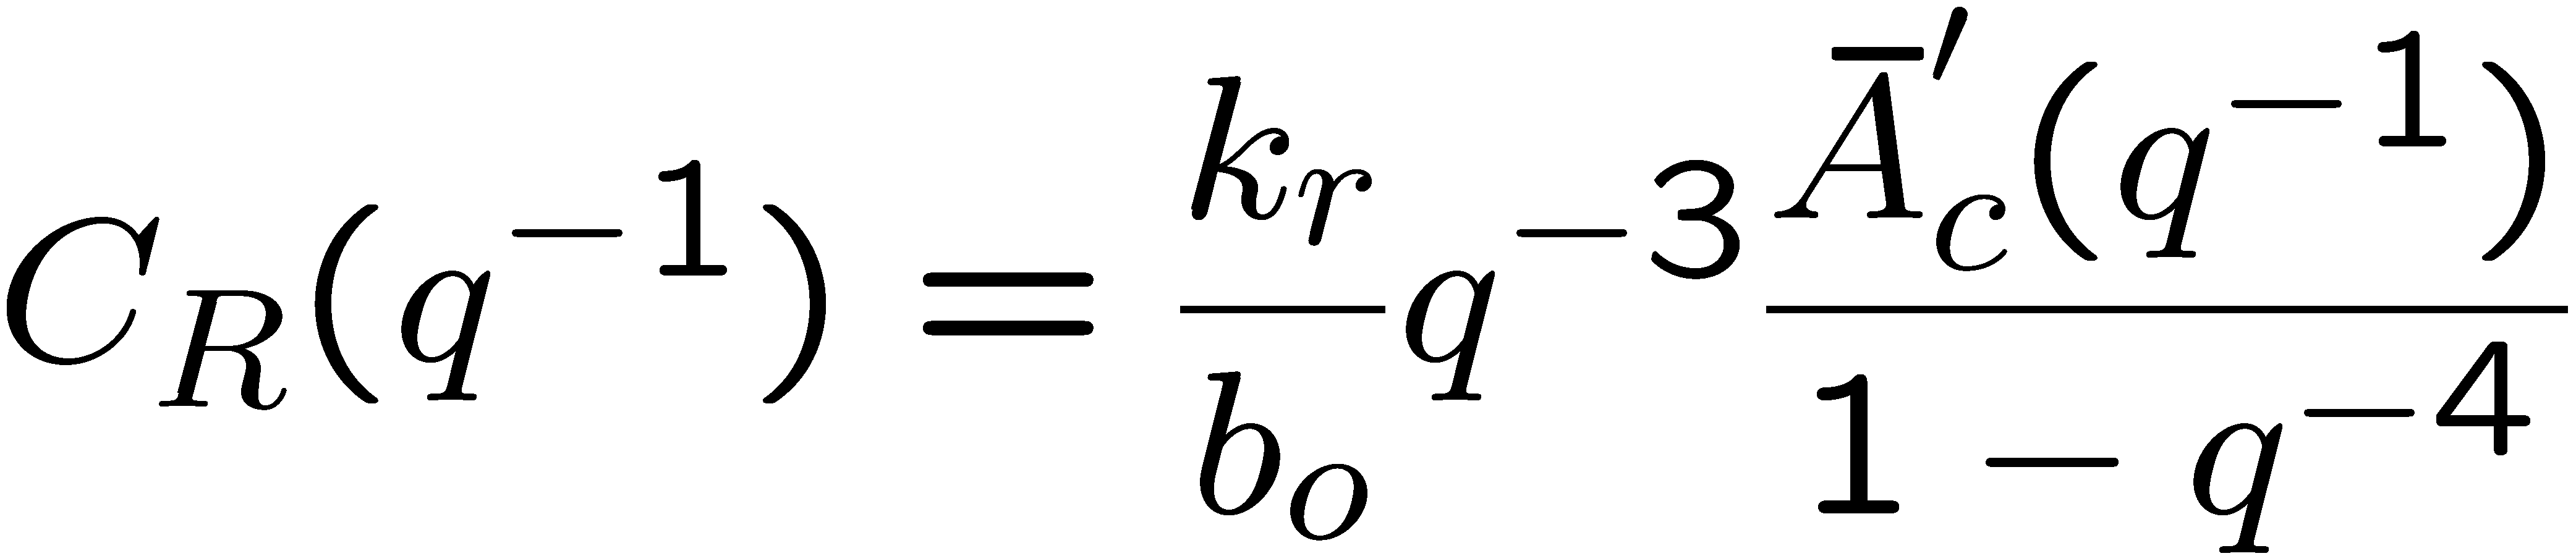 C_R(q^{-1}) = \frac{k_r}{b_o} q^{-3} \frac{\bar{A}'_c(q^{-1})}{1 - q^{-4}}